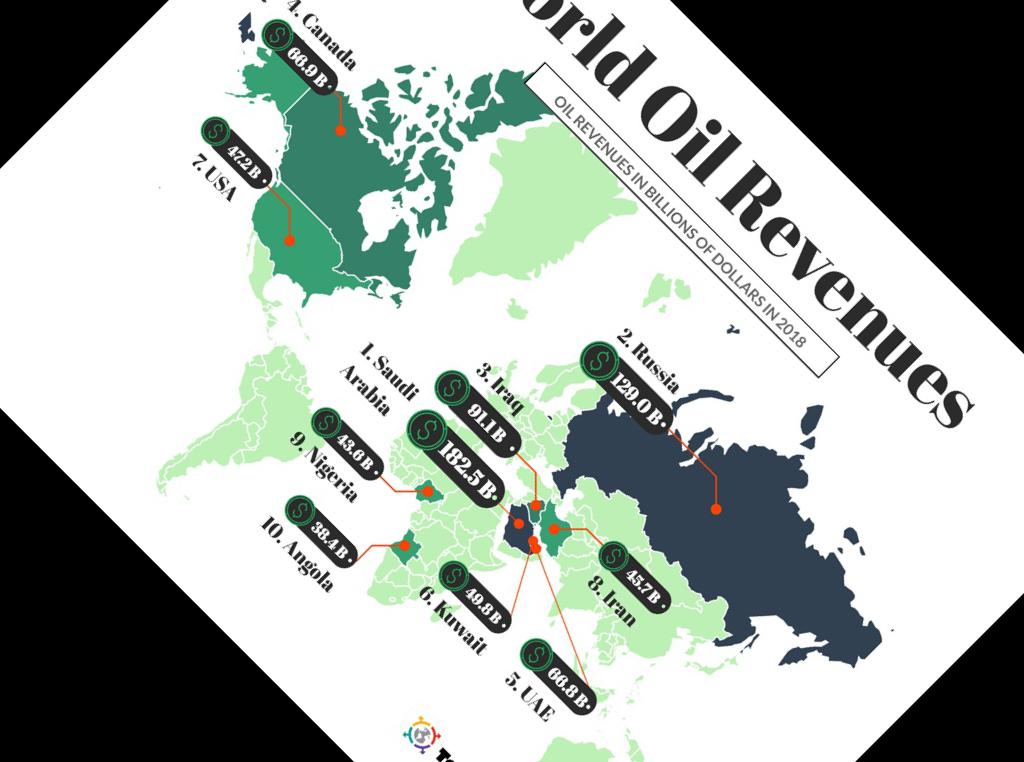 orld Oil Revenues
OIL REVENUES IN BILLIONS OF DOLLARS IN 2018
4. Canada
66.9 B
7. USA
47.2 B
2. Russia
129.0 B
3. Iraq
91.1 B
1. Saudi
Arabia
182.5 B
9. Nigeria
43.6 B
10. Angola
38.4 B
8. Iran
45.7 B
6. Kuwait
49.8 B
5. UAE
66.8 B